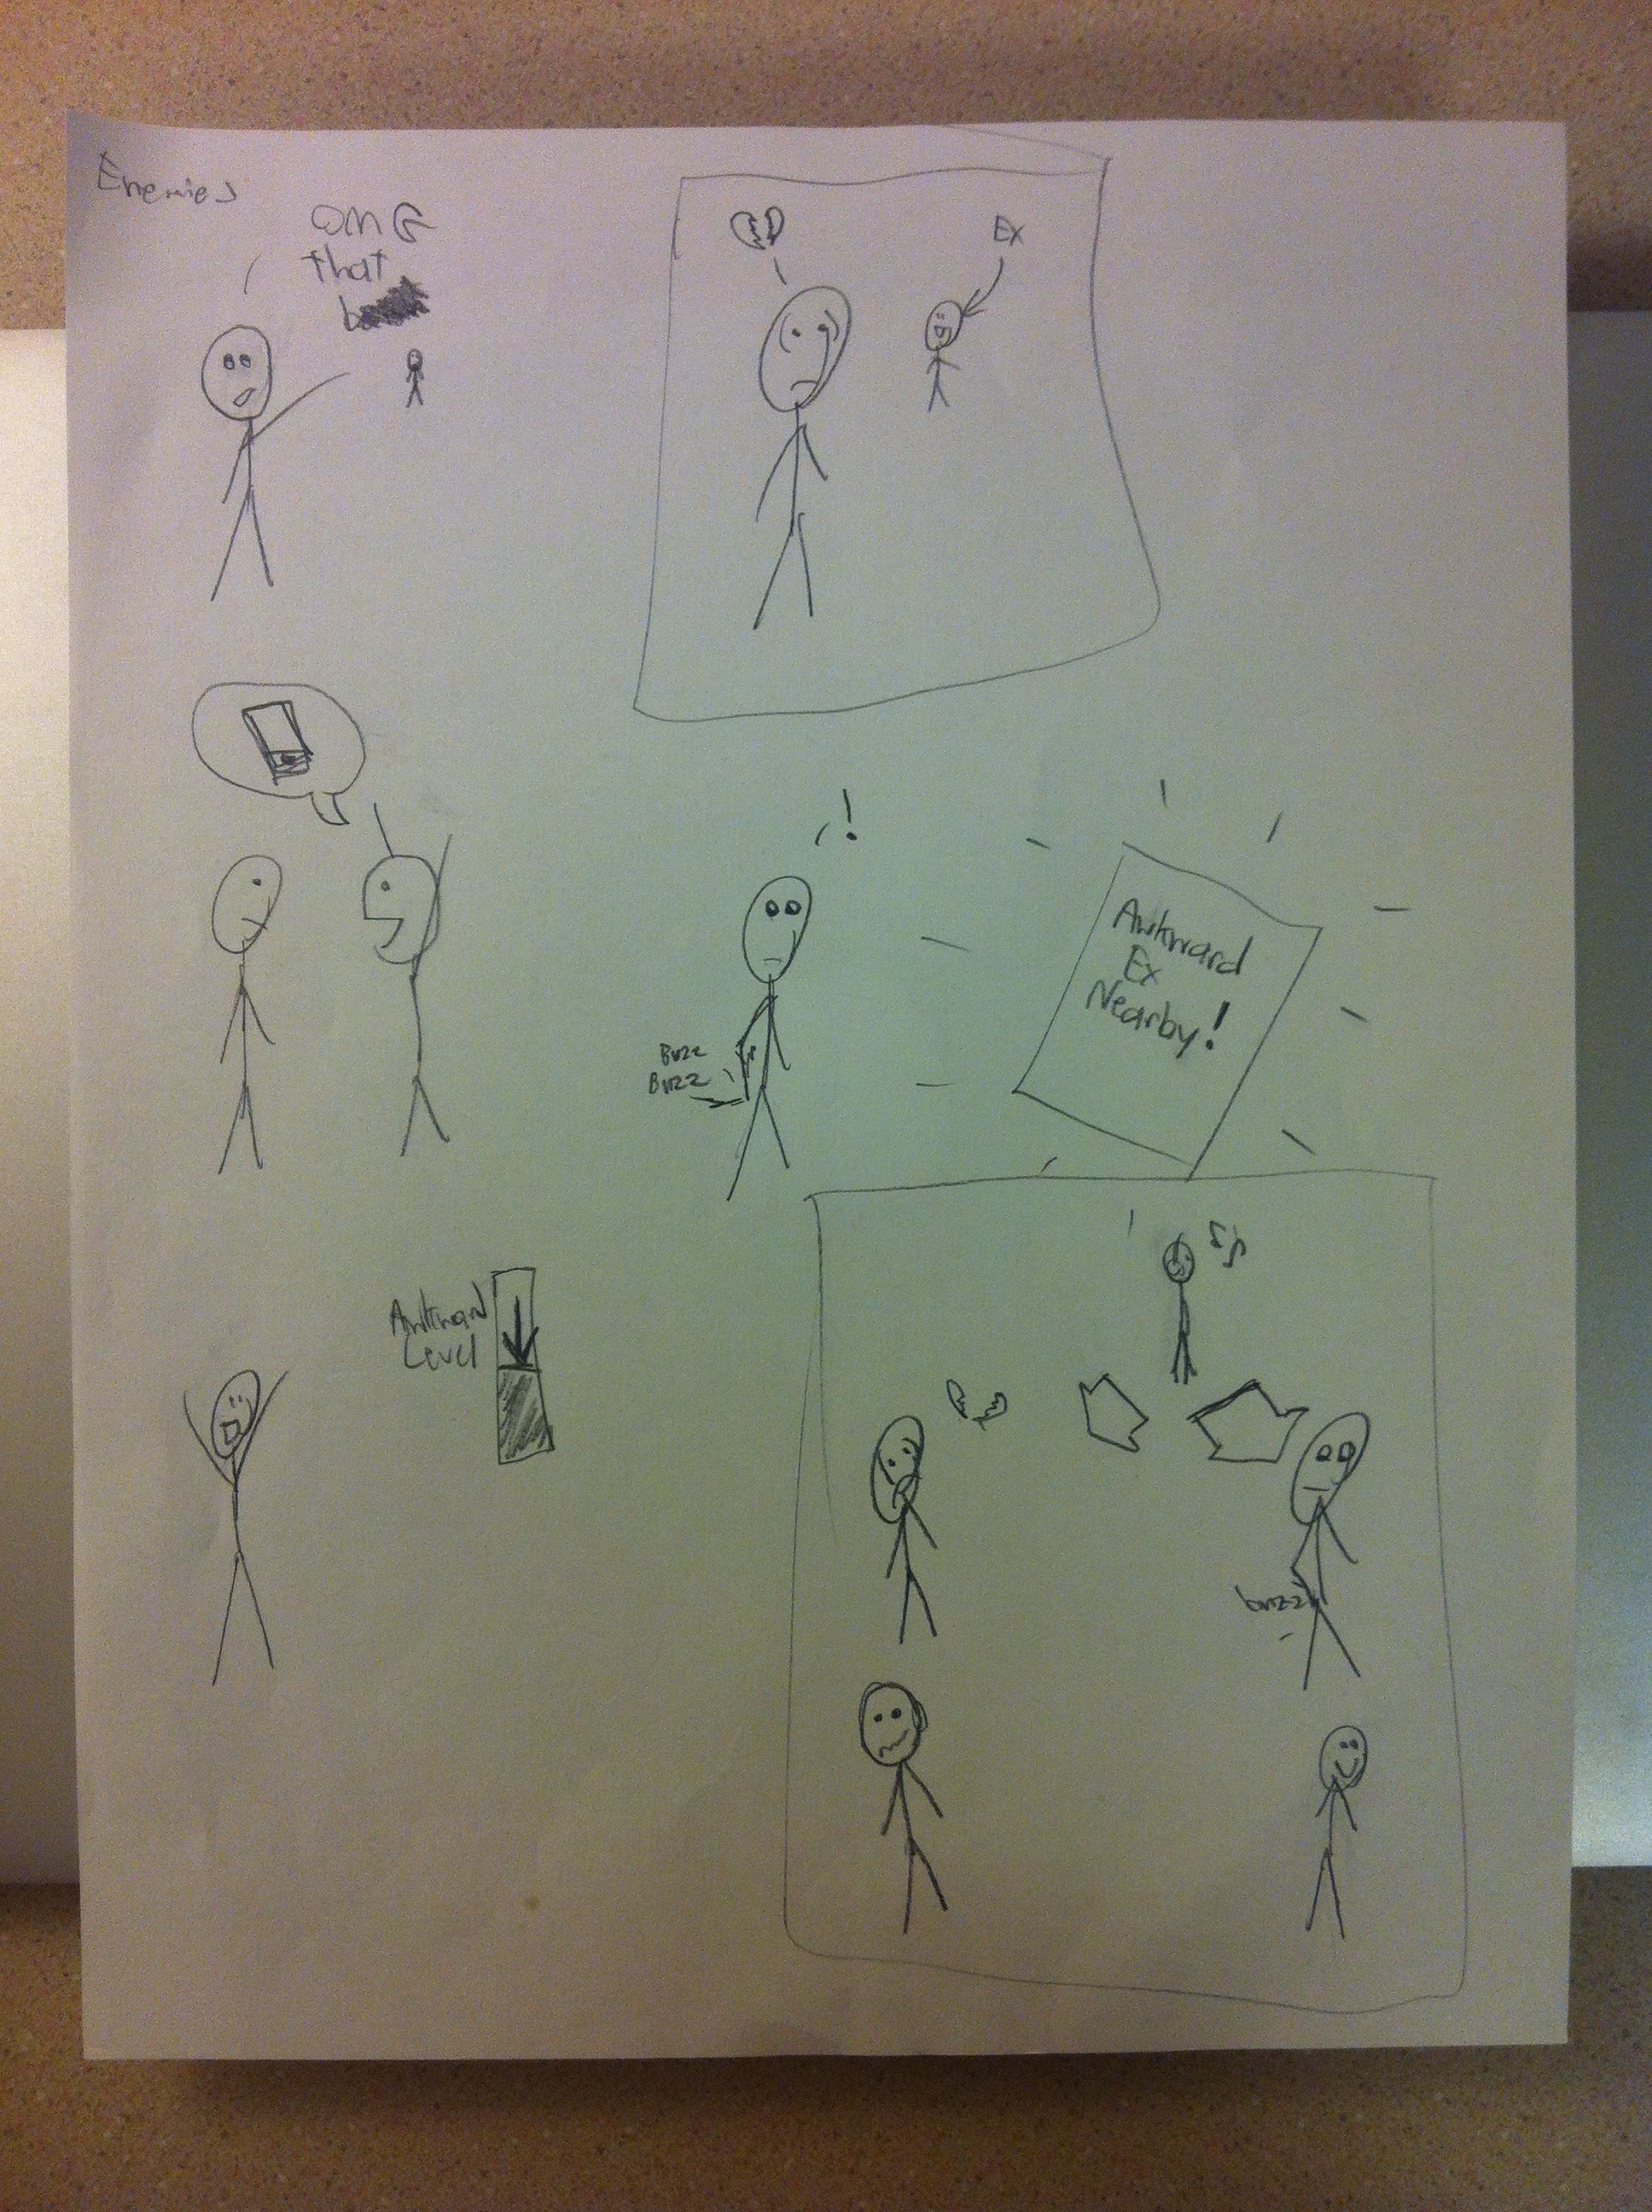 Enemies
OMG
that
Ex
!
Buzz
Buzz
Awkward
Ex
Nearby!
Awkward
Level
buzz